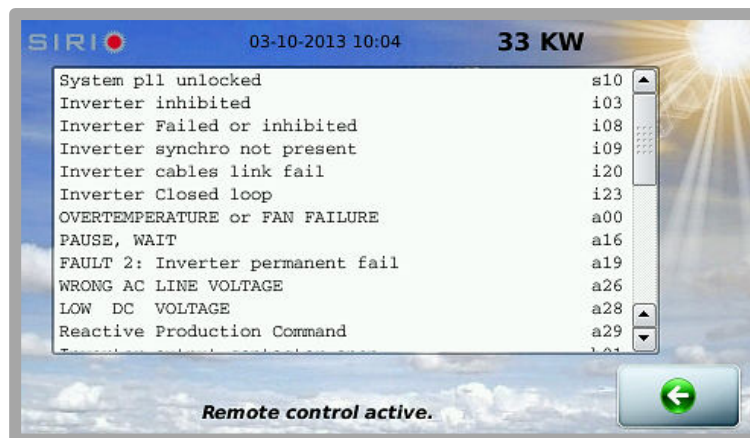 SIRIO
03-10-2013 10:04
33 KW
System pll unlocked s10
Inverter inhibited i03
Inverter Failed or inhibited i08
Inverter synchro not present i09
Inverter cables link fail i20
Inverter Closed loop i23
OVERTEMPERATURE or FAN FAILURE a00
PAUSE, WAIT a16
FAULT 2: Inverter permanent fail a19
WRONG AC LINE VOLTAGE a26
LOW DC VOLTAGE a28
Reactive Production Command a29
Remote control active.